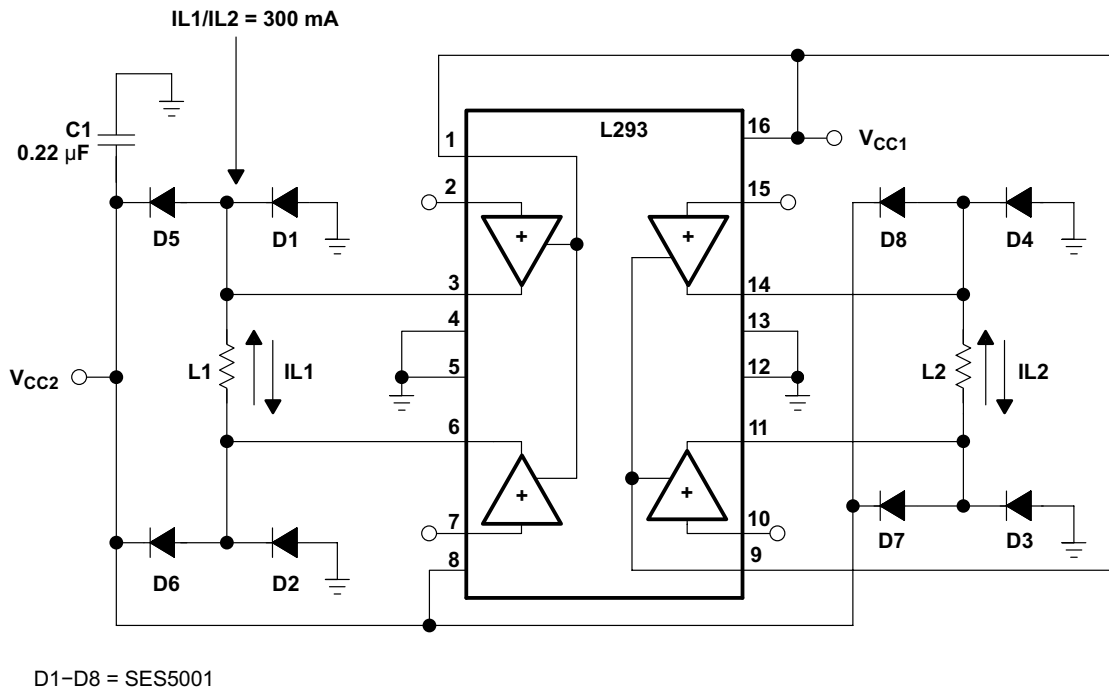 IL1/IL2 = 300 mA
C1
0.22 µF
L293
1
16
VCC1
2
15
D5
D1
D8
D4
+
+
3
14
4
13
VCC2
L1
IL1
5
12
L2
IL2
6
11
+
+
7
10
D6
D2
8
9
D7
D3
D1−D8 = SES5001